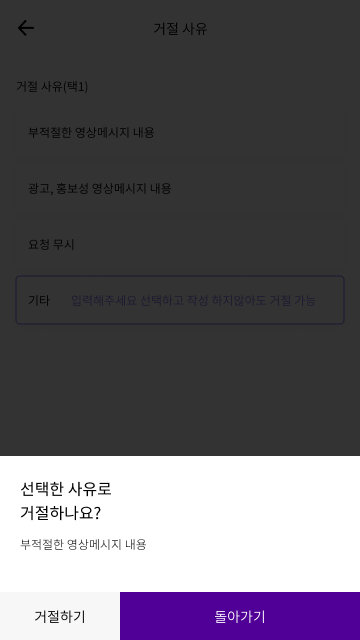 거절 사유
거절 사유(택1)
부적절한 영상메시지 내용
광고, 홍보성 영상메시지 내용
요청 무시
기타 입력해주세요 선택하고 작성 하지않아도 거절 가능
선택한 사유로
거절하나요?
부적절한 영상메시지 내용
거절하기 돌아가기